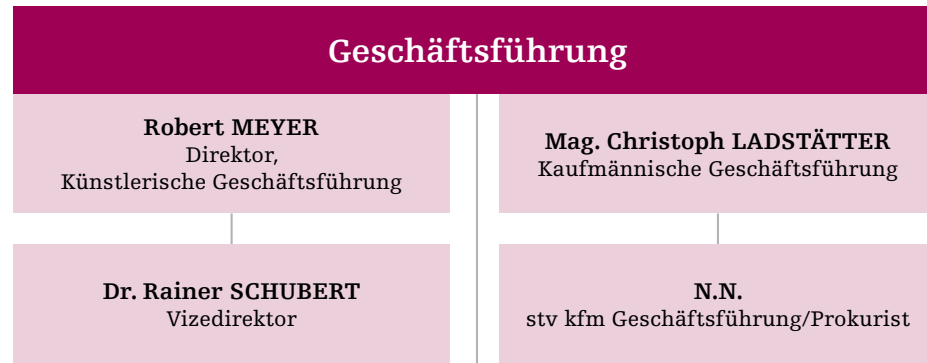 Geschäftsführung
Robert MEYER
Direktor,
Künstlerische Geschäftsführung
Mag. Christoph LADSTÄTTER
Kaufmännische Geschäftsführung
Dr. Rainer SCHUBERT
Vizedirektor
N.N.
stv kfm Geschäftsführung/Prokurist